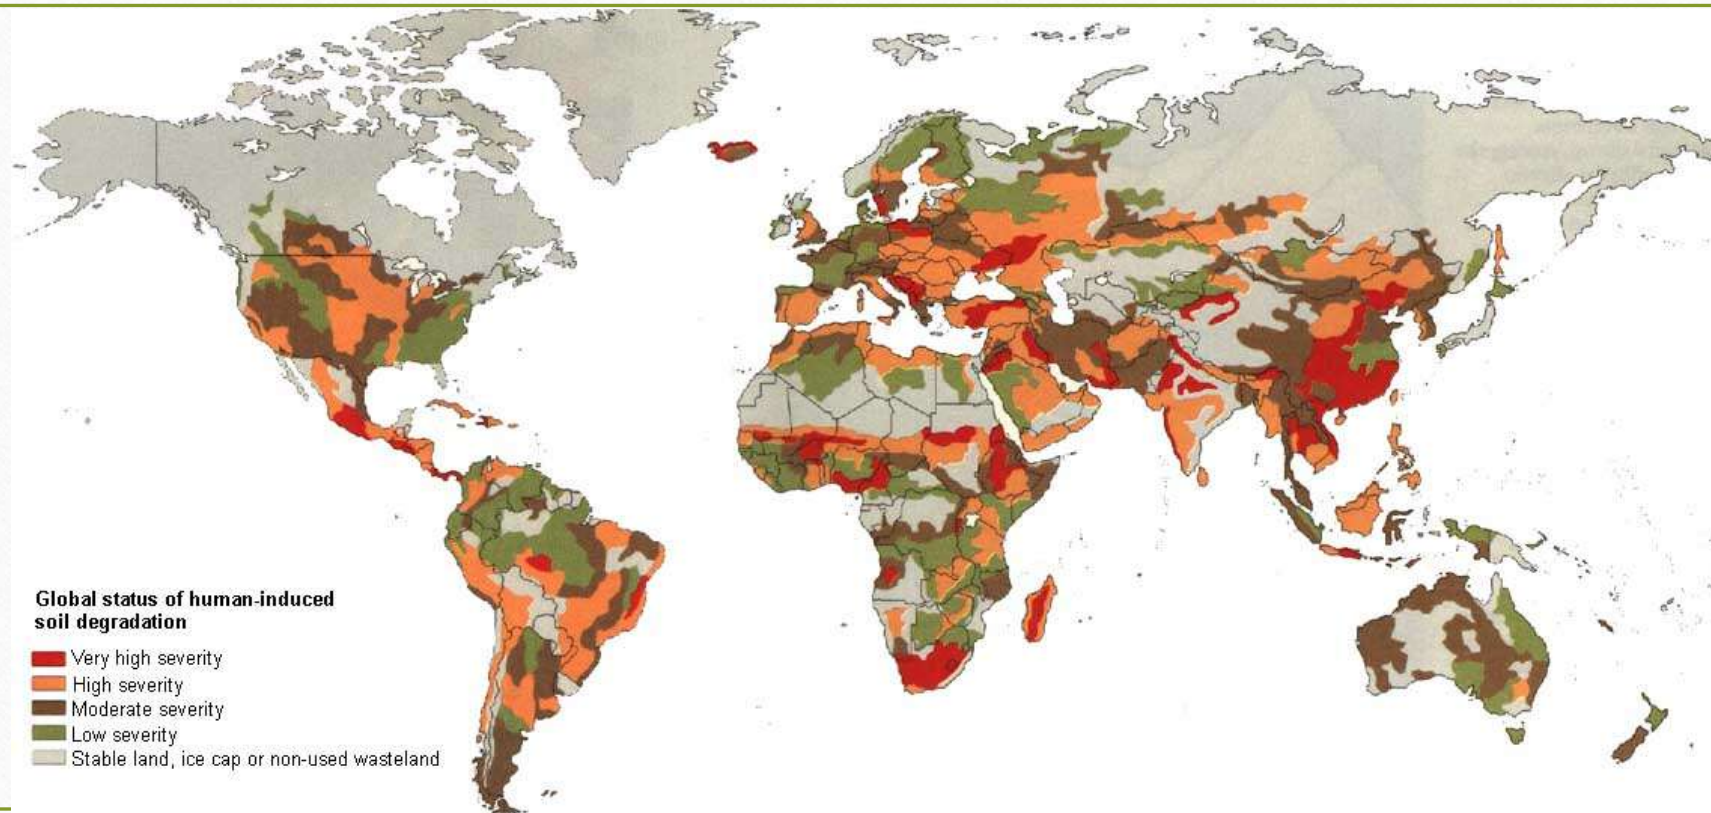 Global status of human-induced
soil degradation
Very high severity
High severity
Moderate severity
Low severity
Stable land, ice cap or non-used wasteland